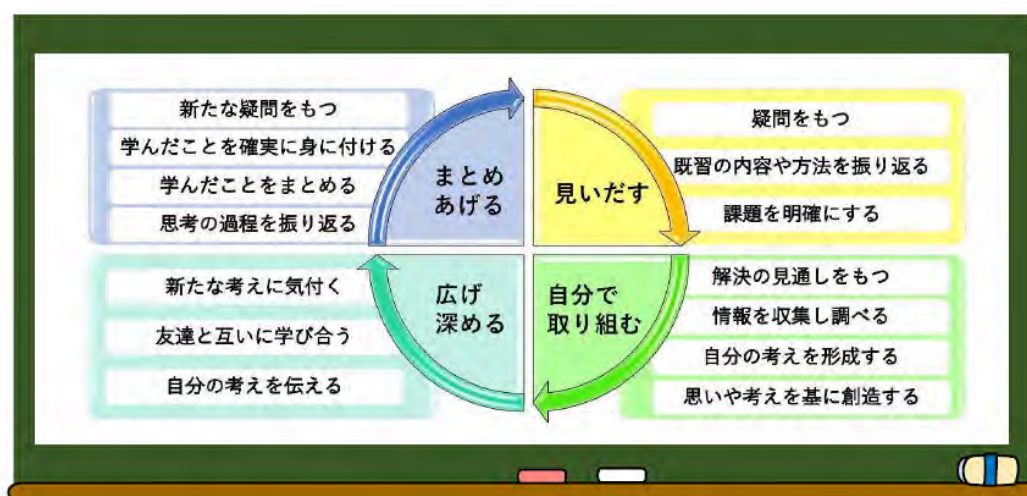 新たな疑問をもつ
学んだことを確実に身に付ける
学んだことをまとめる
思考の過程を振り返る
まとめ
あげる
見いだす
疑問をもつ
既習の内容や方法を振り返る
課題を明確にする
新たな考えに気付く
友達と互いに学び合う
自分の考えを伝える
広げ
深める
自分で
取り組む
解決の見通しをもつ
情報を収集し調べる
自分の考えを形成する
思いや考えを基に創造する